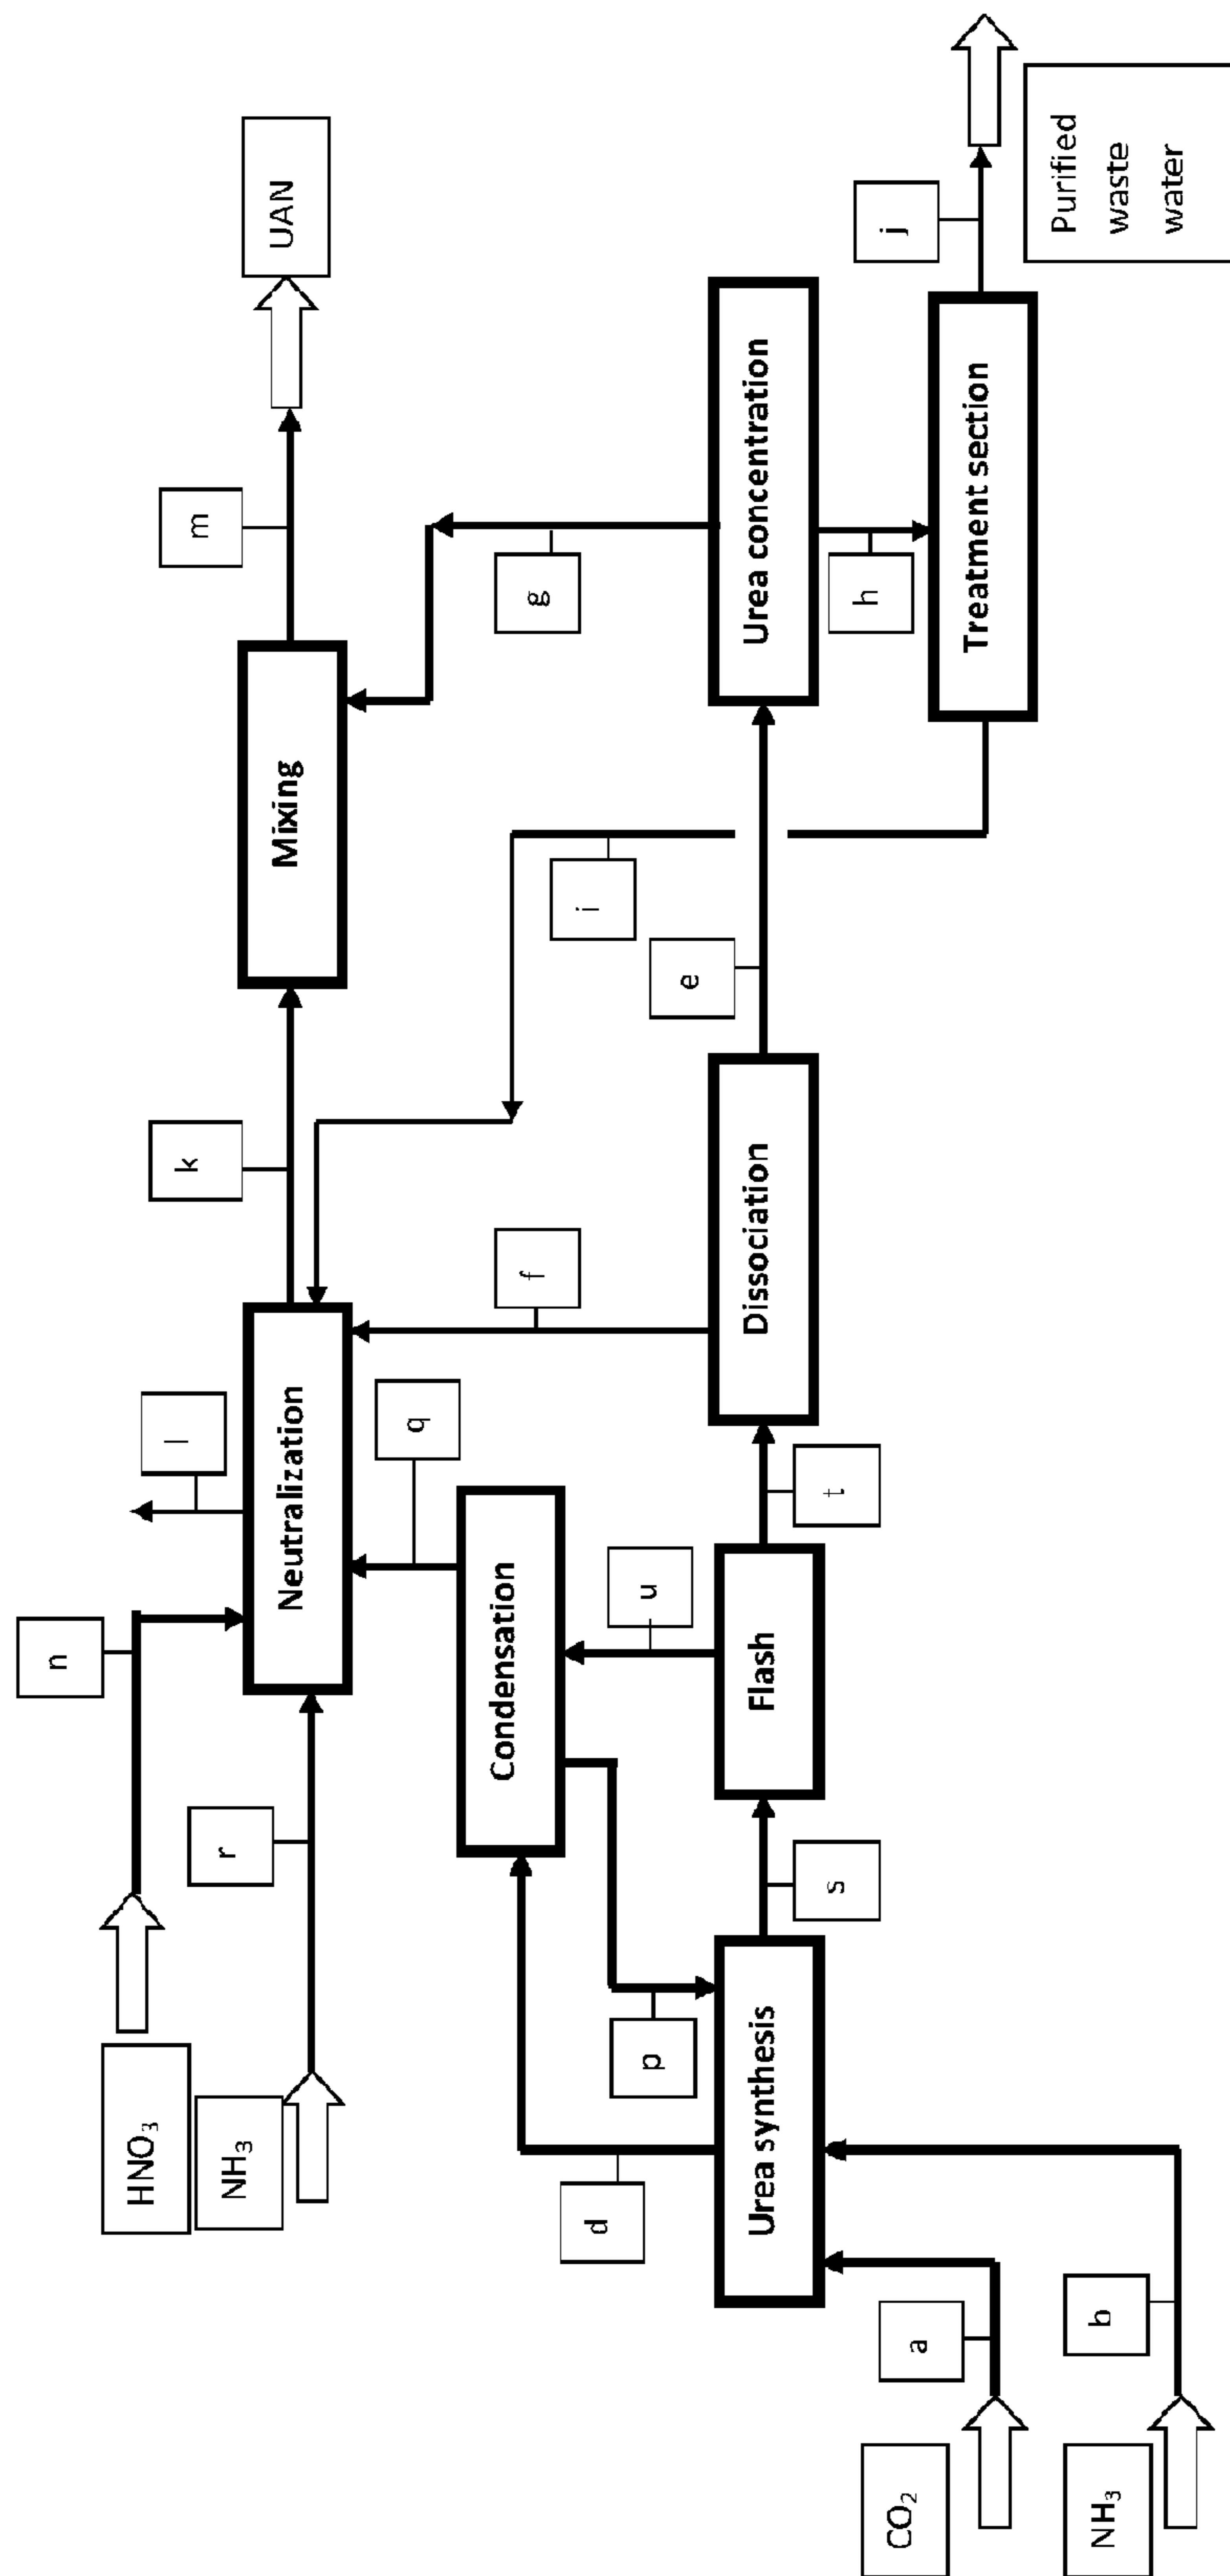 n
HNO₃
l
k
m
NH₃
r
Neutralization
Mixing
UAN
q
Condensation
f
g
d
i
p
u
e
Urea synthesis
Flash
Dissociation
Urea concentration
s
t
h
j
CO₂
a
Treatment section
Purified
waste
water
NH₃
b